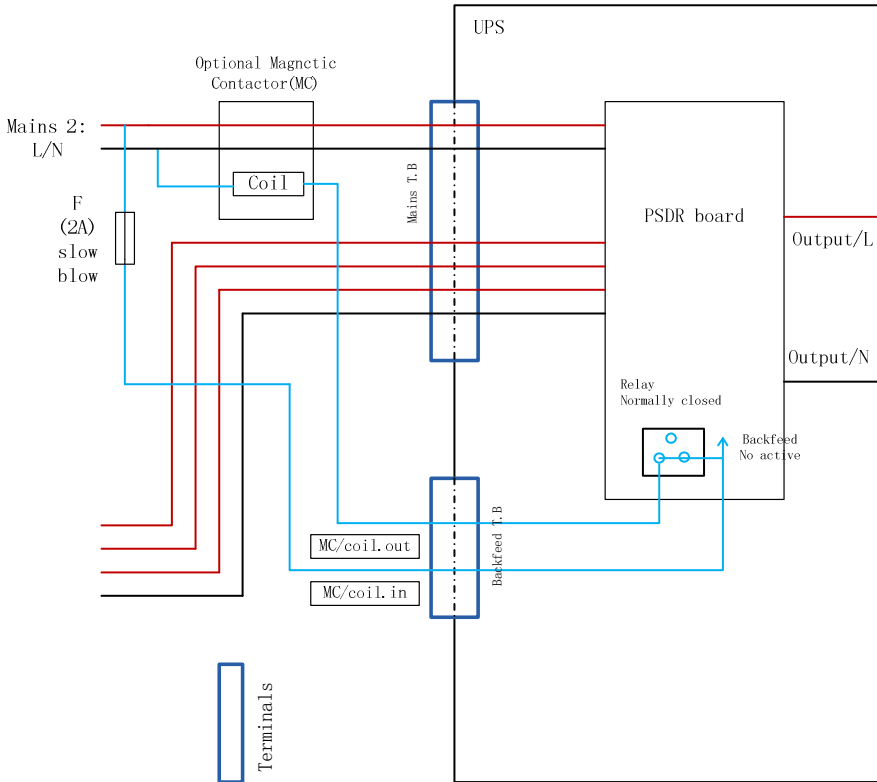 UPS
Optional Magnctic
Contactor(MC)
Mains 2:
L/N
Coil
Mains T.B
F
(2A)
slow
blow
PSDR board
Output/L
Output/N
Relay
Normally closed
Backfeed
No active
MC/coil.out
Backfeed T.B
MC/coil.in
Terminals